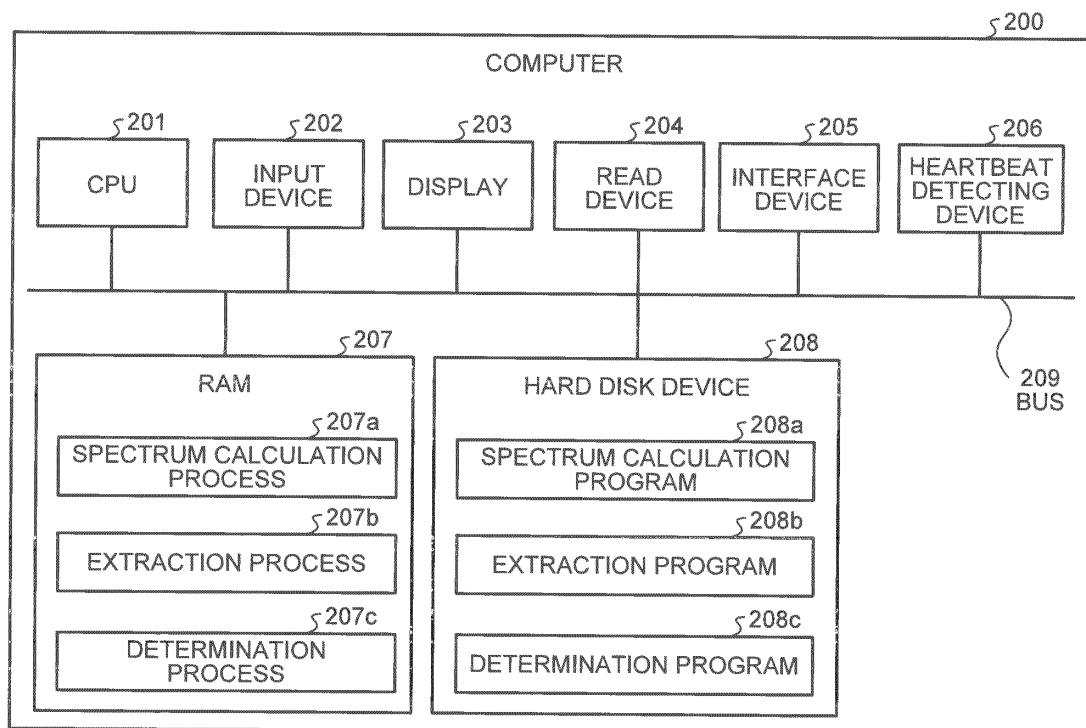 200
COMPUTER
201
CPU
202
INPUT
DEVICE
203
DISPLAY
204
READ
DEVICE
205
INTERFACE
DEVICE
206
HEARTBEAT
DETECTING
DEVICE
209
BUS
207
RAM
207a
SPECTRUM CALCULATION
PROCESS
207b
EXTRACTION PROCESS
207c
DETERMINATION
PROCESS
208
HARD DISK DEVICE
208a
SPECTRUM CALCULATION
PROGRAM
208b
EXTRACTION PROGRAM
208c
DETERMINATION PROGRAM